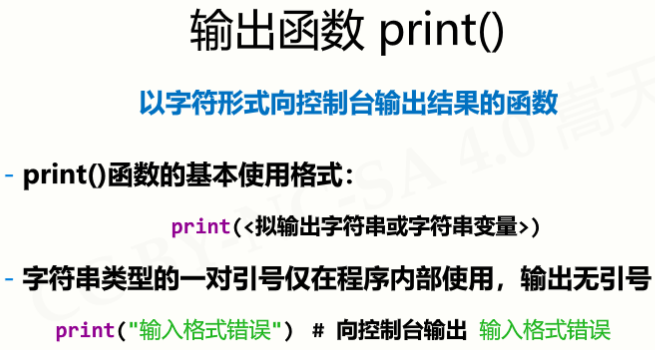 输出函数 print()
以字符形式向控制台输出结果的函数
- print()函数的基本使用格式：
print(<拟输出字符串或字符串变量>)
- 字符串类型的一对引号仅在程序内部使用，输出无引号
print("输入格式错误") # 向控制台输出 输入格式错误
CC BY-NC-SA 4.0 嵩天